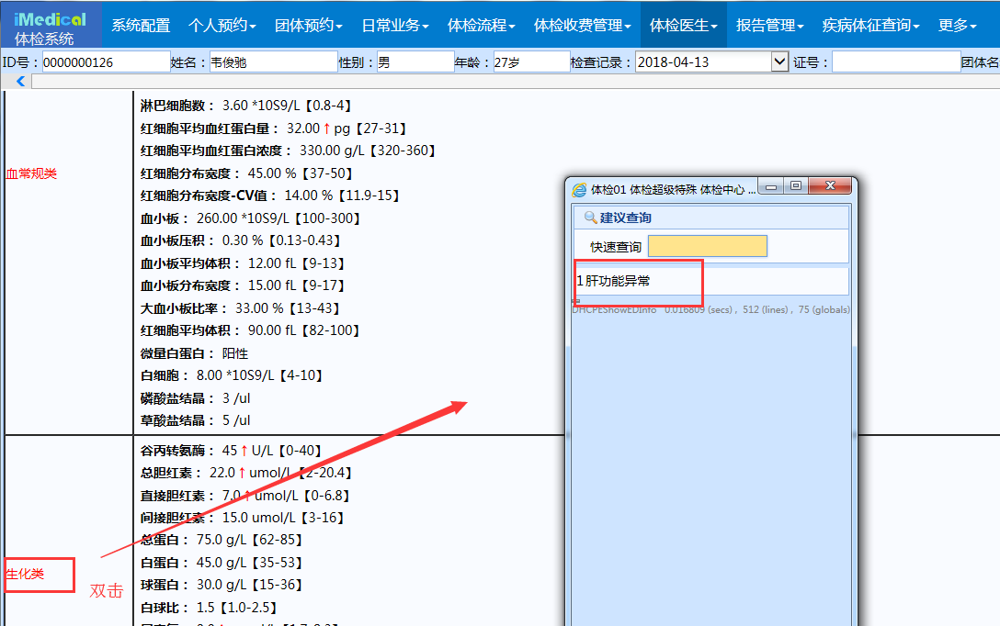 iMedical
体检系统
系统配置 个人预约 团体预约 日常业务 体检流程 体检收费管理 体检医生 报告管理 疾病体征查询 更多
ID号： 0000000126 姓名： 韦俊驰 性别： 男 年龄： 27岁 检查记录： 2018-04-13 证号： 团体名
血常规类
淋巴细胞数： 3.60 *10S9/L【0.8-4】
红细胞平均血红蛋白量： 32.00 ↑ pg【27-31】
红细胞平均血红蛋白浓度： 330.00 g/L【320-360】
红细胞分布宽度： 45.00 %【37-50】
红细胞分布宽度-CV值： 14.00 %【11.9-15】
血小板： 260.00 *10S9/L【100-300】
血小板压积： 0.30 %【0.13-0.43】
血小板平均体积： 12.00 fL【9-13】
血小板分布宽度： 15.00 fL【9-17】
大血小板比率： 33.00 %【13-43】
红细胞平均体积： 90.00 fL【82-100】
微量白蛋白： 阳性
白细胞： 8.00 *10S9/L【4-10】
磷酸盐结晶： 3 /ul
草酸盐结晶： 5 /ul
生化类
双击
谷丙转氨酶： 45 ↑ U/L【0-40】
总胆红素： 22.0 ↑ umol/L【2-20.4】
直接胆红素： 7.0 ↑ umol/L【0-6.8】
间接胆红素： 15.0 umol/L【3-16】
总蛋白： 75.0 g/L【62-85】
白蛋白： 45.0 g/L【35-53】
球蛋白： 30.0 g/L【15-36】
白球比： 1.5【1.0-2.5】
体检01 体检超级特殊 体检中心 ...
建议查询
快速查询
1 肝功能异常
DHCPEShowEDInfo 0.016809 (secs) , 512 (lines) , 75 (globals)